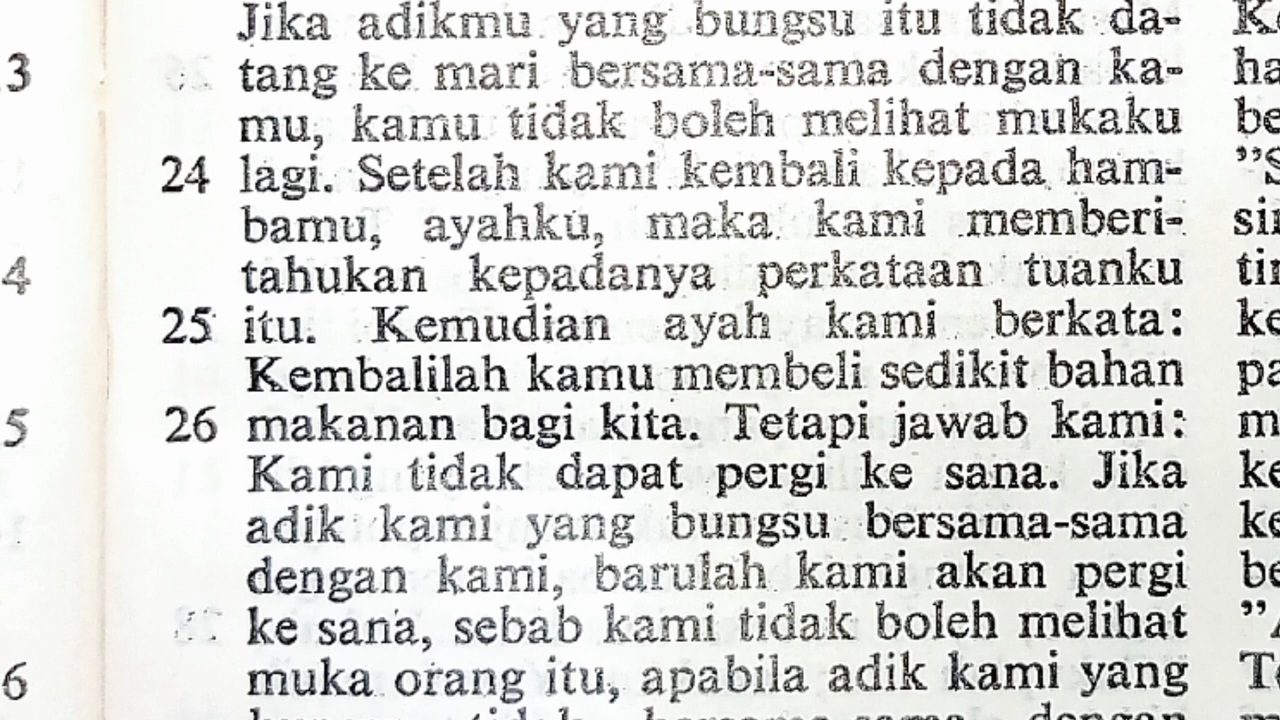 Jika adikmu yang bungsu itu tidak da-
3 tang ke mari bersama-sama dengan ka-
mu, kamu tidak boleh melihat mukaku
24 lagi. Setelah kami kembali kepada ham-
bamu, ayahku, maka kami memberi-
4 tahukan kepadanya perkataan tuanku
25 itu. Kemudian ayah kami berkata:
Kembalilah kamu membeli sedikit bahan
5 26 makanan bagi kita. Tetapi jawab kami:
Kami tidak dapat pergi ke sana. Jika
adik kami yang bungsu bersama-sama
dengan kami, barulah kami akan pergi
ke sana, sebab kami tidak boleh melihat
6 muka orang itu, apabila adik kami yang